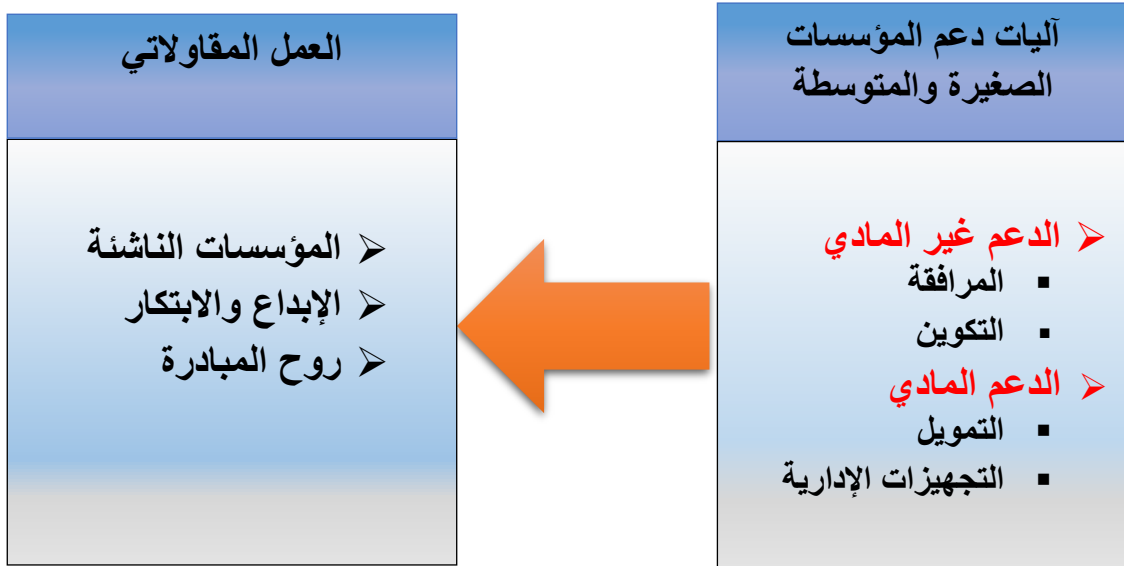 آليات دعم المؤسسات
الصغيرة والمتوسطة
الدعم غير المادي
المرافقة
التكوين
الدعم المادي
التمويل
التجهيزات الإدارية
العمل المقاولاتي
المؤسسات الناشئة
الإبداع والابتكار
روح المبادرة